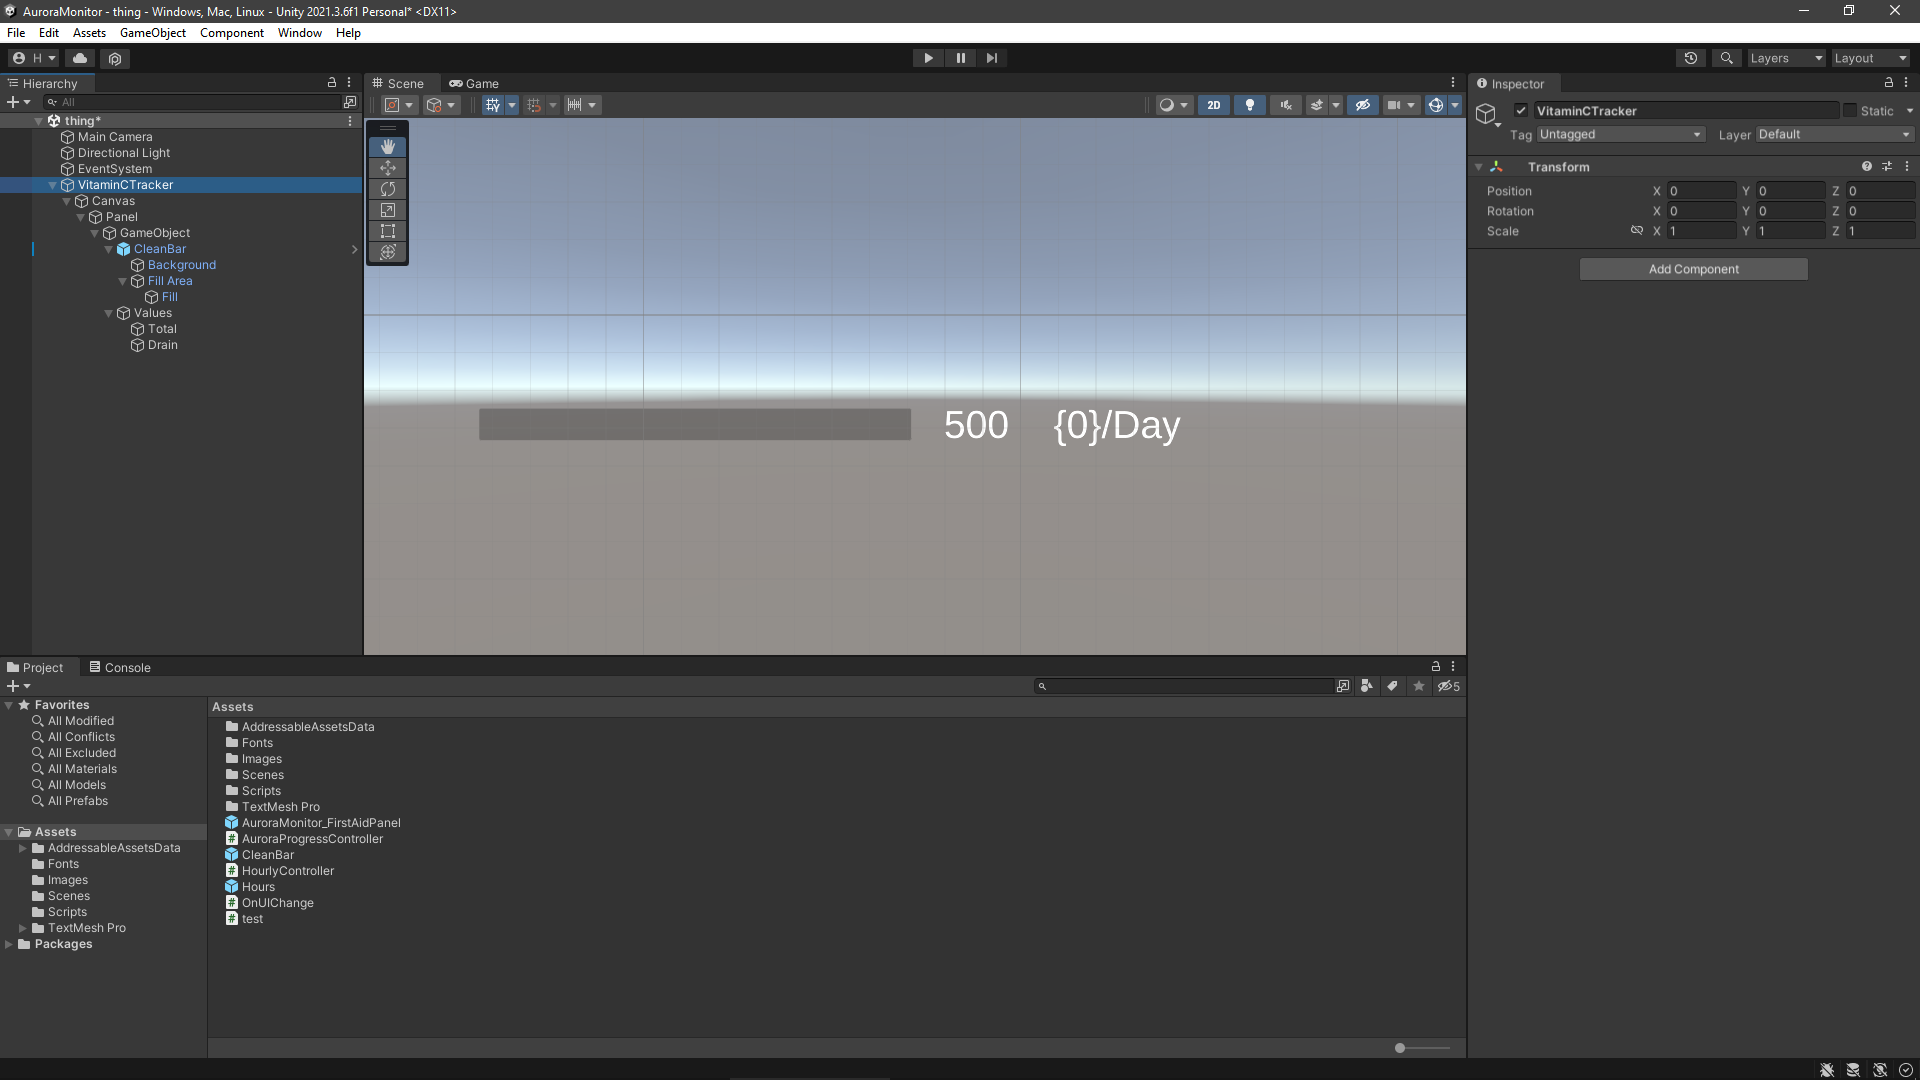 AuroraMonitor - thing - Windows, Mac, Linux - Unity 2021.3.6f1 Personal* <DX11>
File Edit Assets GameObject Component Window Help
H Layers Layout
Hierarchy
All
thing*
Main Camera
Directional Light
EventSystem
VitaminCTracker
Canvas
Panel
GameObject
CleanBar
Background
Fill Area
Fill
Values
Total
Drain
Scene Game
2D
500 {0}/Day
Inspector
VitaminCTracker Static
Tag Untagged Layer Default
Transform
Position X 0 Y 0 Z 0
Rotation X 0 Y 0 Z 0
Scale X 1 Y 1 Z 1
Add Component
Project Console
5
Favorites
All Modified
All Conflicts
All Excluded
All Materials
All Models
All Prefabs
Assets
AddressableAssetsData
Fonts
Images
Scenes
Scripts
TextMesh Pro
Packages
Assets
AddressableAssetsData
Fonts
Images
Scenes
Scripts
TextMesh Pro
AuroraMonitor_FirstAidPanel
AuroraProgressController
CleanBar
HourlyController
Hours
OnUIChange
test